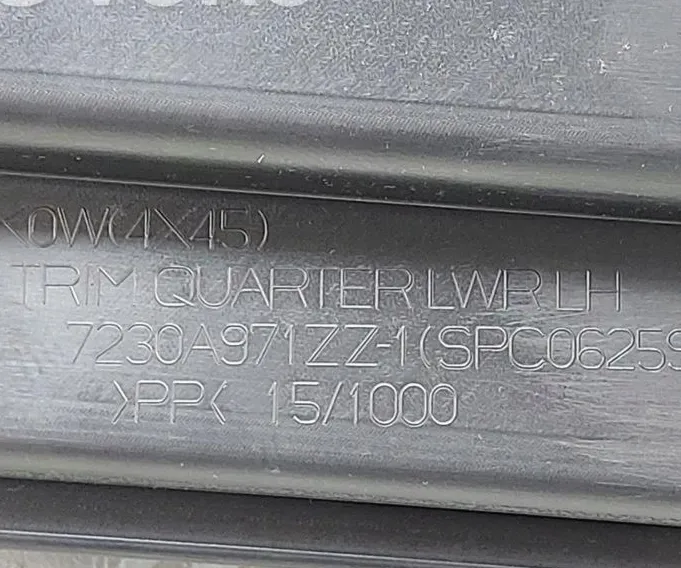 0W(4X45)
TRIM QUARTER LWR LH
7230A971ZZ-1(SPC0625
>PP< 15/1000